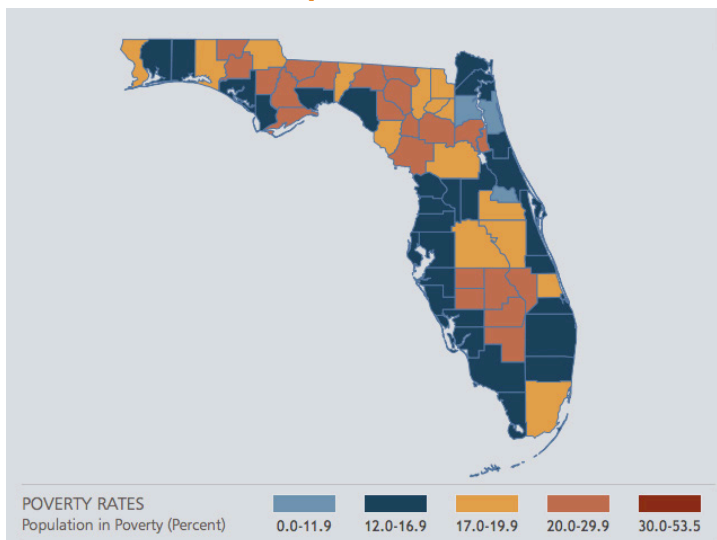 POVERTY RATES
Population in Poverty (Percent)
0.0-11.9
12.0-16.9
17.0-19.9
20.0-29.9
30.0-53.5